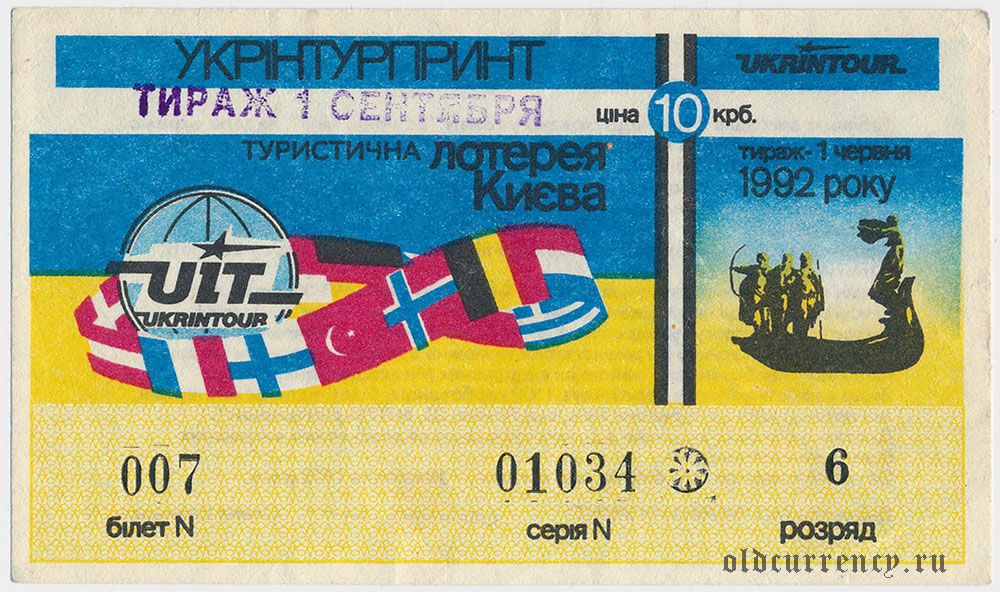 УКРІНТУРПРИНТ
UKRINTOUR
ТИРАЖ 1 СЕНТЯБРЯ
ціна 10 крб.
ТУРИСТИЧНА лотерея
Києва
тираж-1 червня
1992 року
UIT
UKRINTOUR"
007
01034
6
білет N
серія N
розряд
oldcurrency.ru